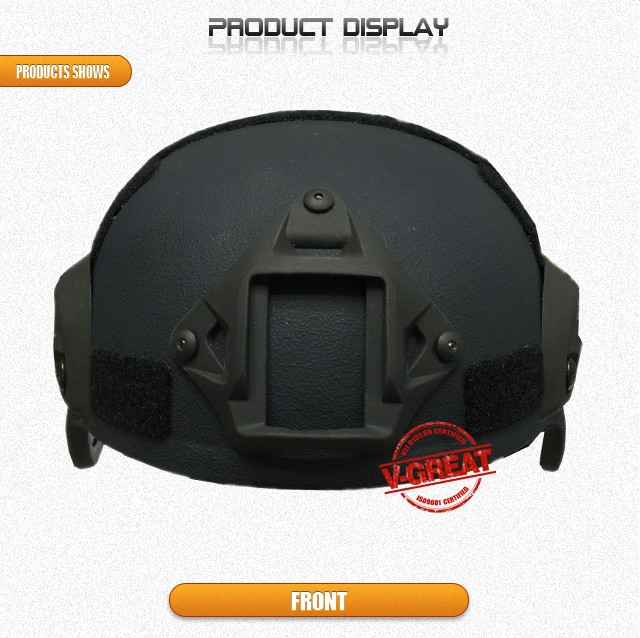 PRODUCT DISPLAY
PRODUCTS SHOWS
V-GREAT
ISO9001 CERTIFIED
FRONT